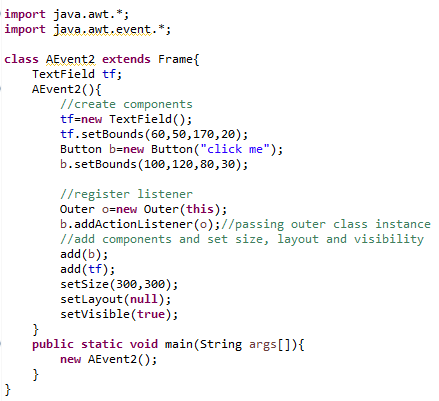 import java.awt.*;
import java.awt.event.*;
class AEvent2 extends Frame{
TextField tf;
AEvent2(){
//create components
tf=new TextField();
tf.setBounds(60,50,170,20);
Button b=new Button("click me");
b.setBounds(100,120,80,30);
//register listener
Outer o=new Outer(this);
b.addActionListener(o);//passing outer class instance
//add components and set size, layout and visibility
add(b);
add(tf);
setSize(300,300);
setLayout(null);
setVisible(true);
}
public static void main(String args[]){
new AEvent2();
}
}